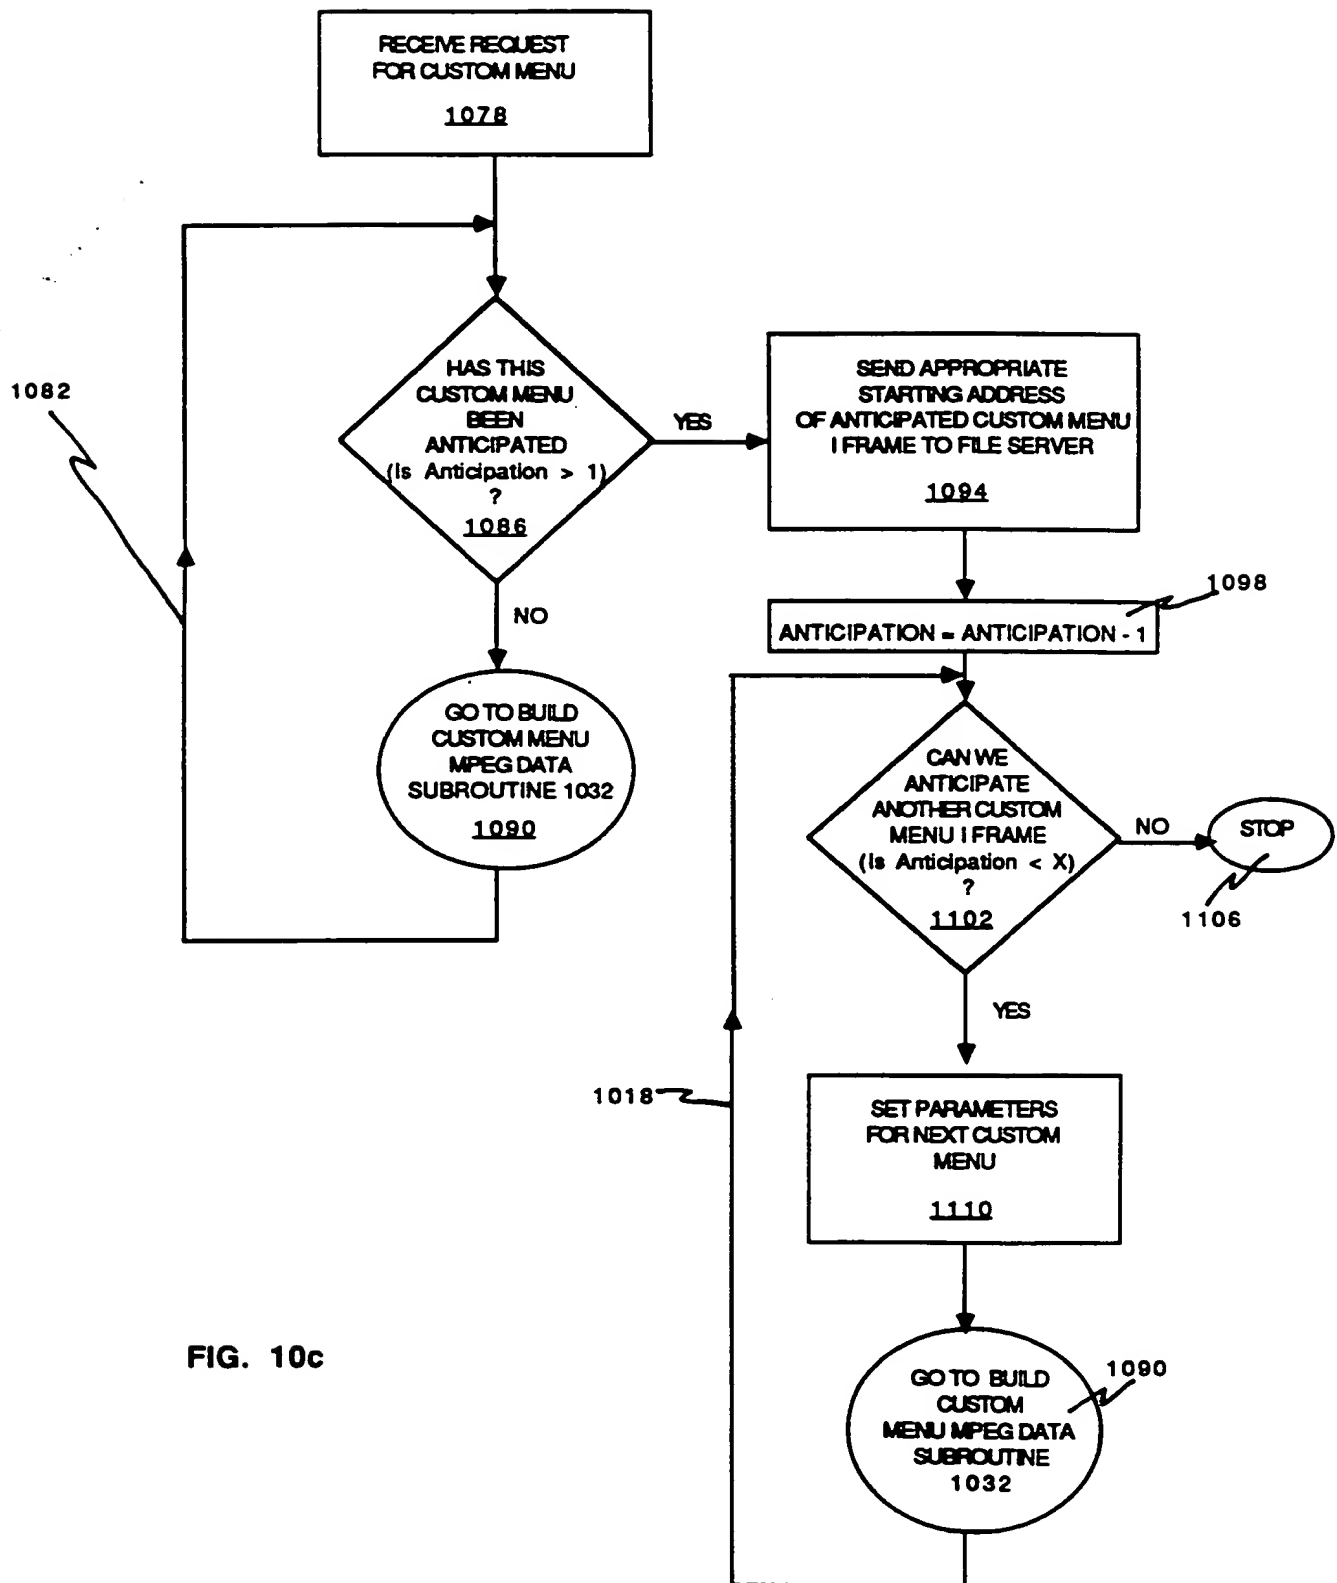 RECEIVE REQUEST
FOR CUSTOM MENU
1078
1082
HAS THIS
CUSTOM MENU
BEEN
ANTICIPATED
(Is Anticipation > 1)
?
1086
YES
SEND APPROPRIATE
STARTING ADDRESS
OF ANTICIPATED CUSTOM MENU
I FRAME TO FILE SERVER
1094
NO
1098
ANTICIPATION = ANTICIPATION - 1
GO TO BUILD
CUSTOM MENU
MPEG DATA
SUBROUTINE 1032
1090
CAN WE
ANTICIPATE
ANOTHER CUSTOM
MENU I FRAME
(Is Anticipation < X)
?
1102
NO
STOP
1106
YES
1018
SET PARAMETERS
FOR NEXT CUSTOM
MENU
1110
FIG. 10c
GO TO BUILD
CUSTOM
MENU MPEG DATA
SUBROUTINE
1032
1090